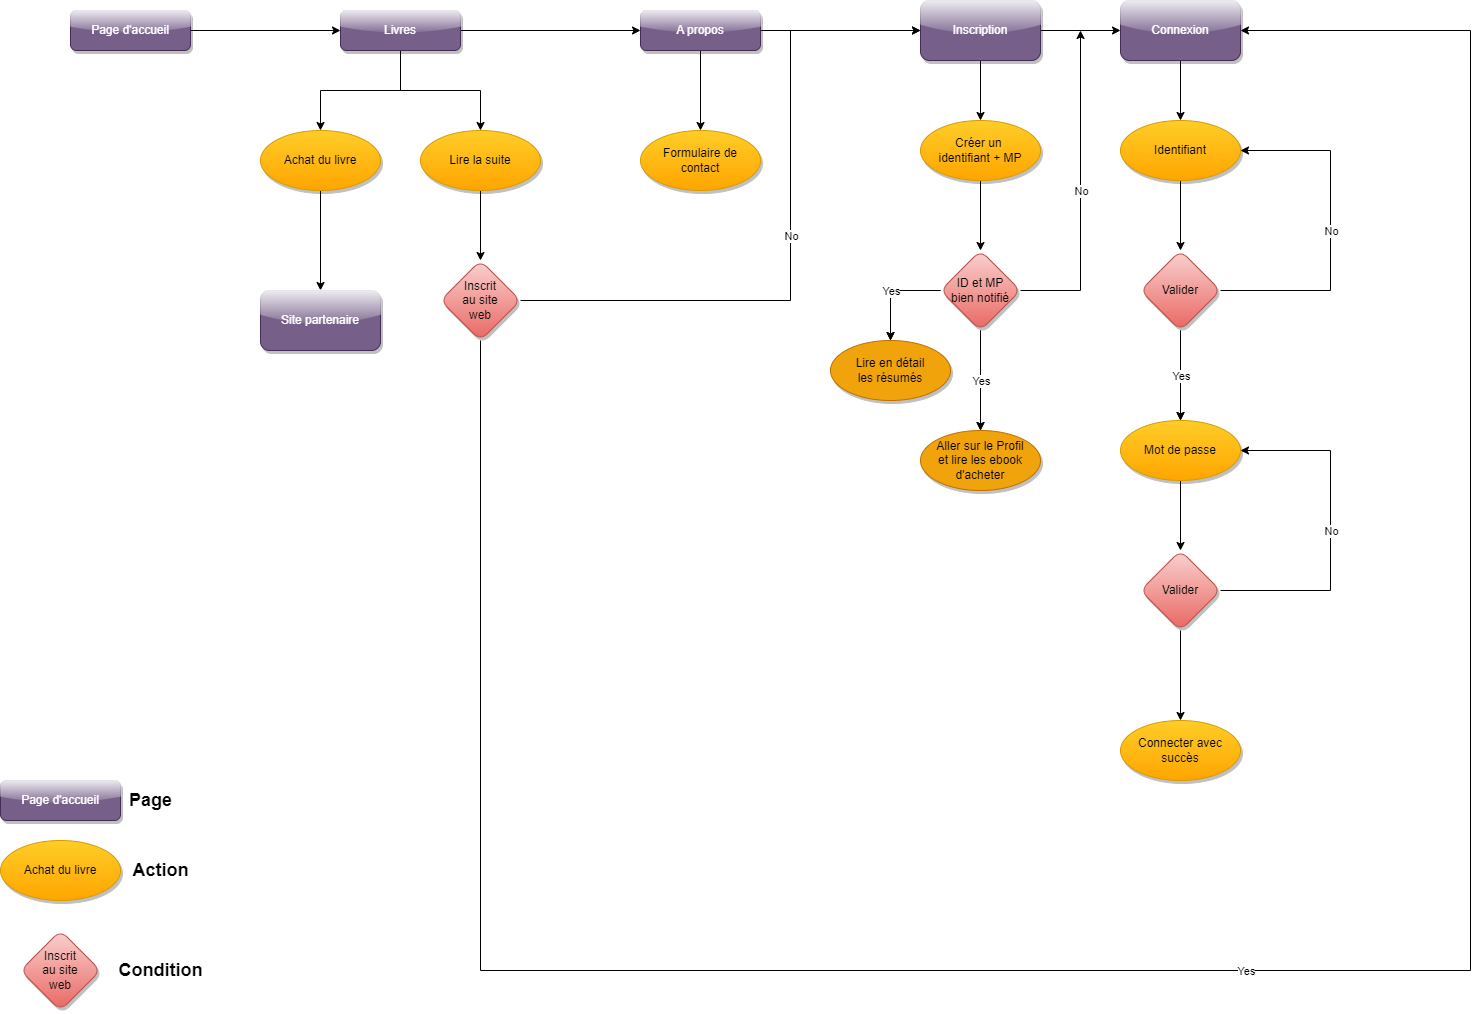 Page d'accueil
Livres
A propos
Inscription
Connexion
Achat du livre
Lire la suite
Formulaire de
contact
Créer un
identifiant + MP
Identifiant
No
No
No
Inscrit
au site
web
ID et MP
bien notifié
Valider
Yes
Site partenaire
Lire en détail
les résumés
Yes
Yes
Aller sur le Profil
et lire les ebook
d'acheter
Mot de passe
No
Valider
Connecter avec
succès
Page d'accueil
Page
Achat du livre
Action
Inscrit
au site
web
Condition
Yes